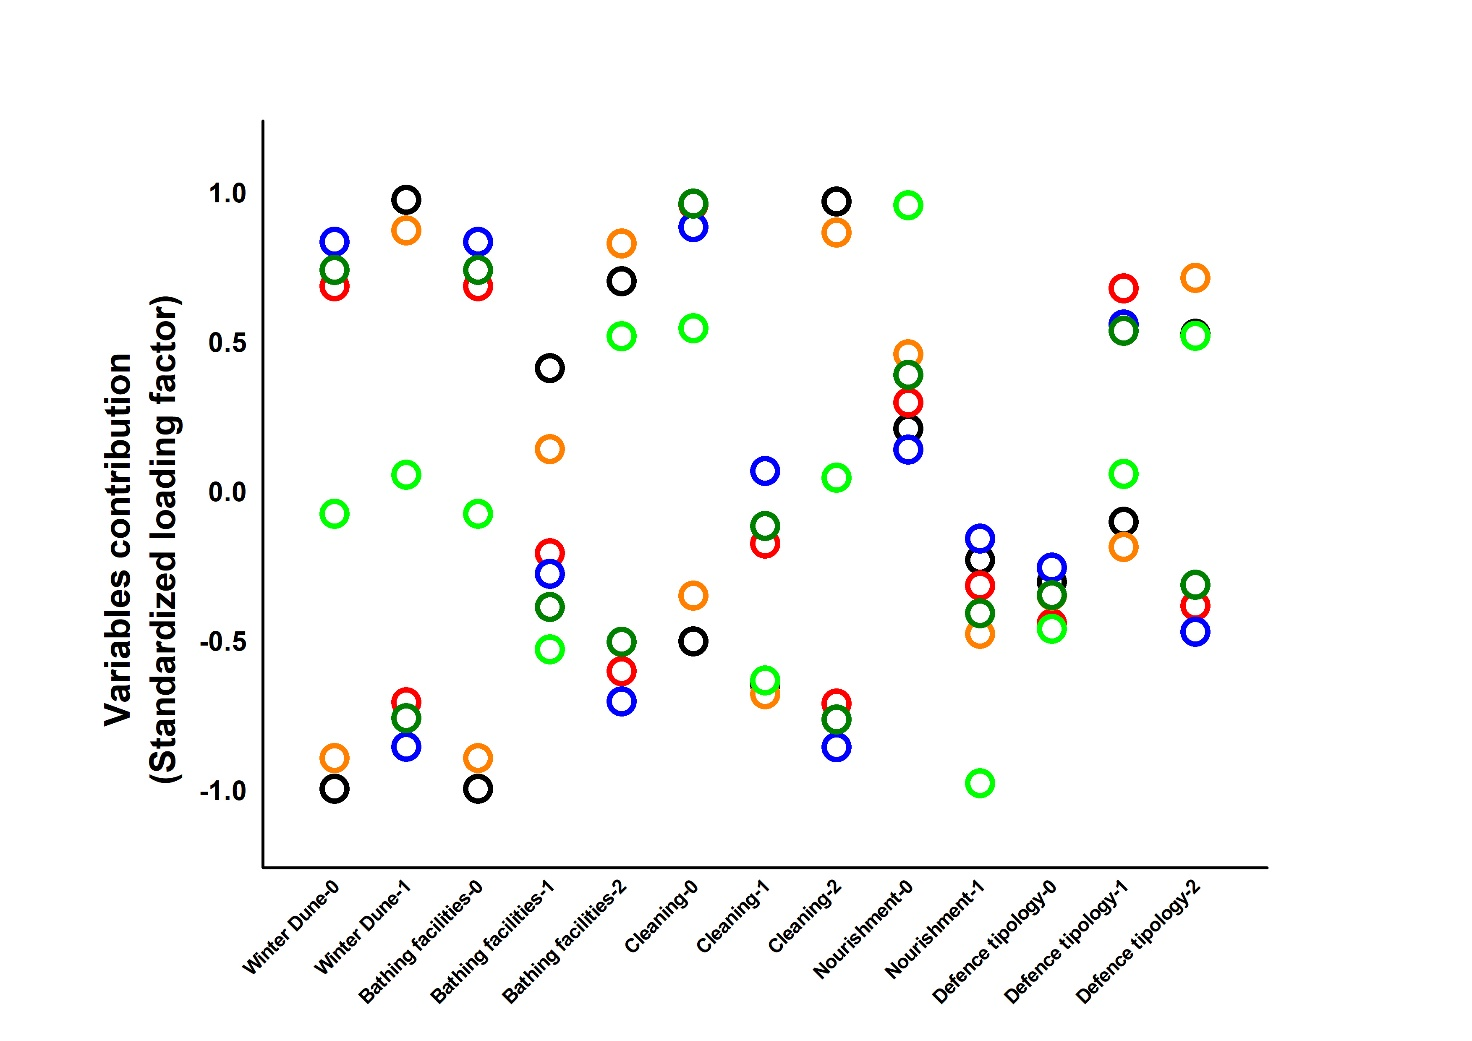 Variables contribution
(Standardized loading factor)
1.0
0.5
0.0
-0.5
-1.0
Winter Dune-0
Winter Dune-1
Bathing facilities-0
Bathing facilities-1
Bathing facilities-2
Cleaning-0
Cleaning-1
Cleaning-2
Nourishment-0
Nourishment-1
Defence tipology-0
Defence tipology-1
Defence tipology-2